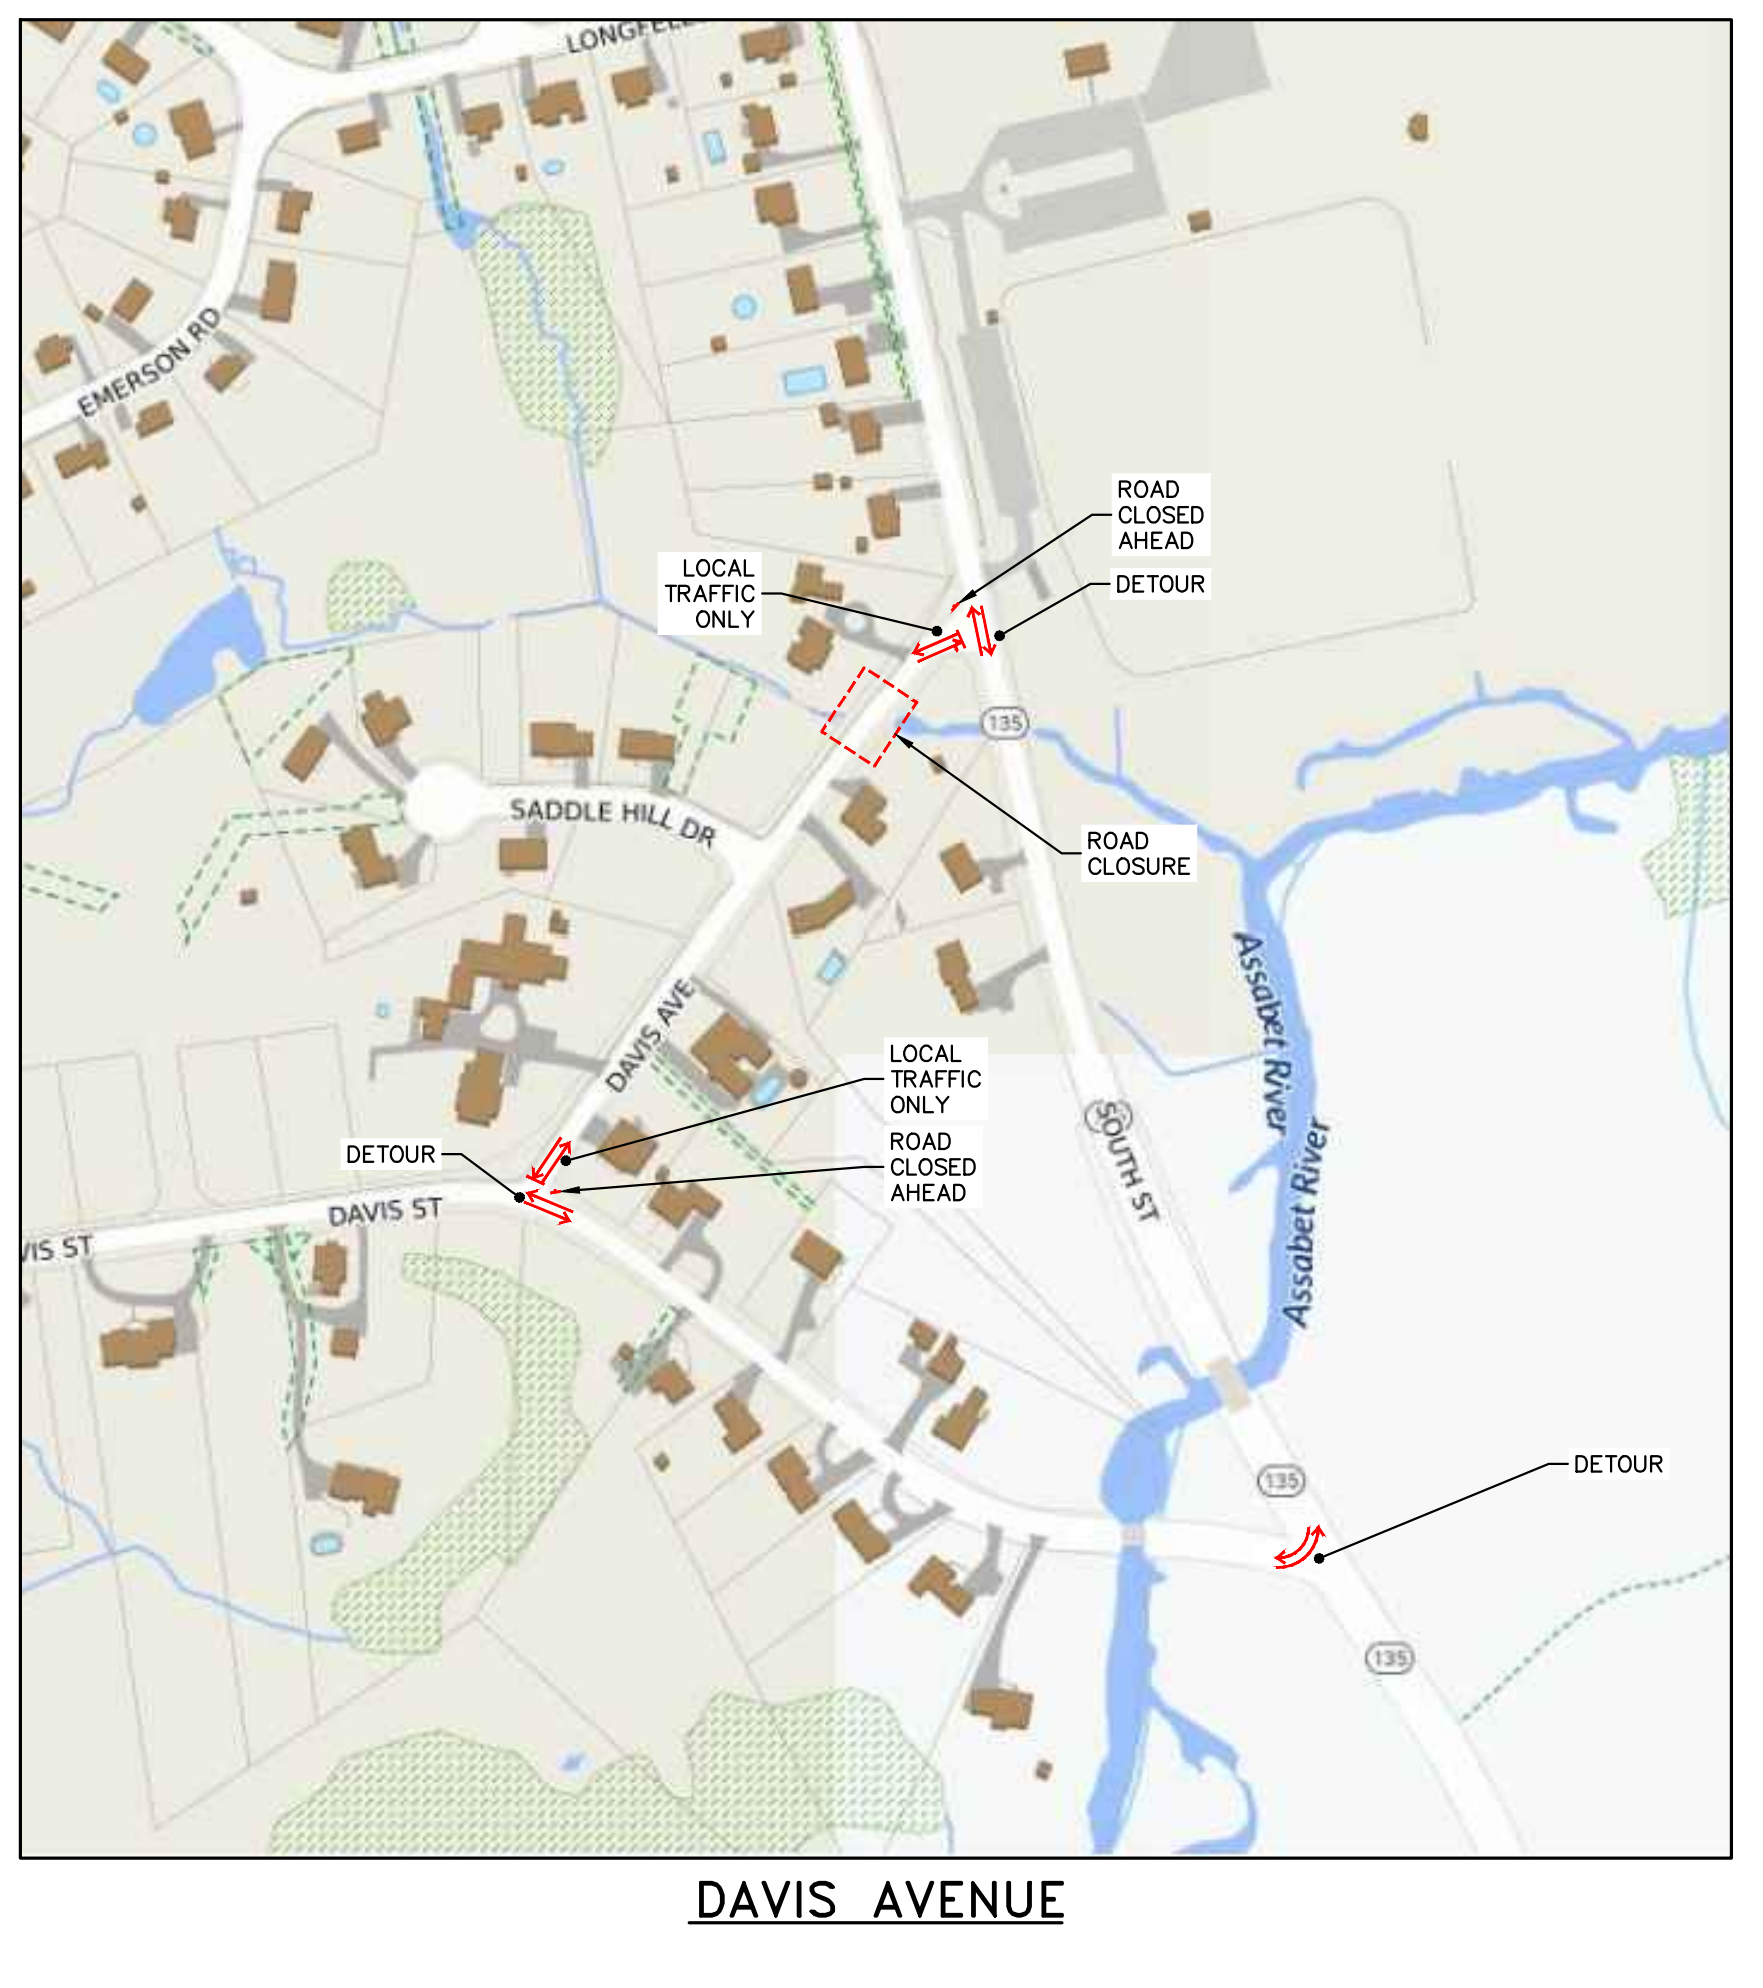 LONGFELL
EMERSON RD
ROAD
CLOSED
AHEAD
LOCAL
TRAFFIC
ONLY
DETOUR
135
SADDLE HILL DR
ROAD
CLOSURE
Assabet River
DAVIS AVE
LOCAL
TRAFFIC
ONLY
ROAD
CLOSED
AHEAD
DETOUR
SOUTH ST
Assabet River
DAVIS ST
VIS ST
DETOUR
135
135
DAVIS AVENUE